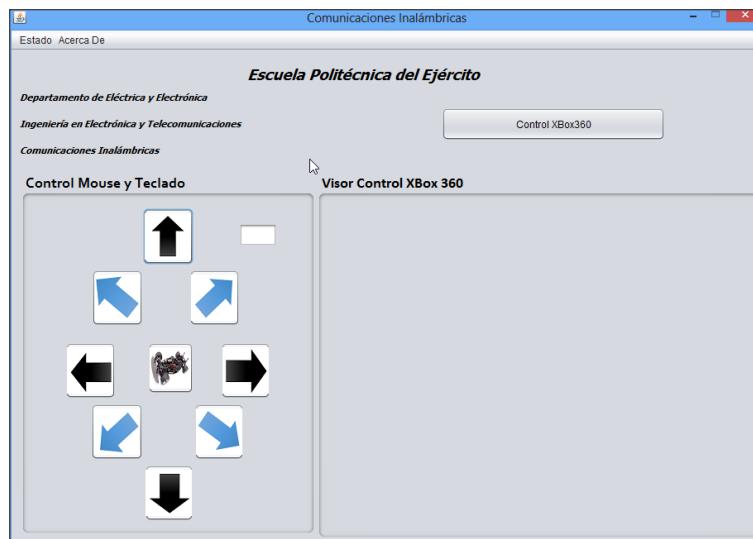 Comunicaciones Inalámbricas
Estado Acerca De
Escuela Politécnica del Ejército
Departamento de Eléctrica y Electrónica
Ingeniería en Electrónica y Telecomunicaciones
Control XBox360
Comunicaciones Inalámbricas
Control Mouse y Teclado
Visor Control XBox 360